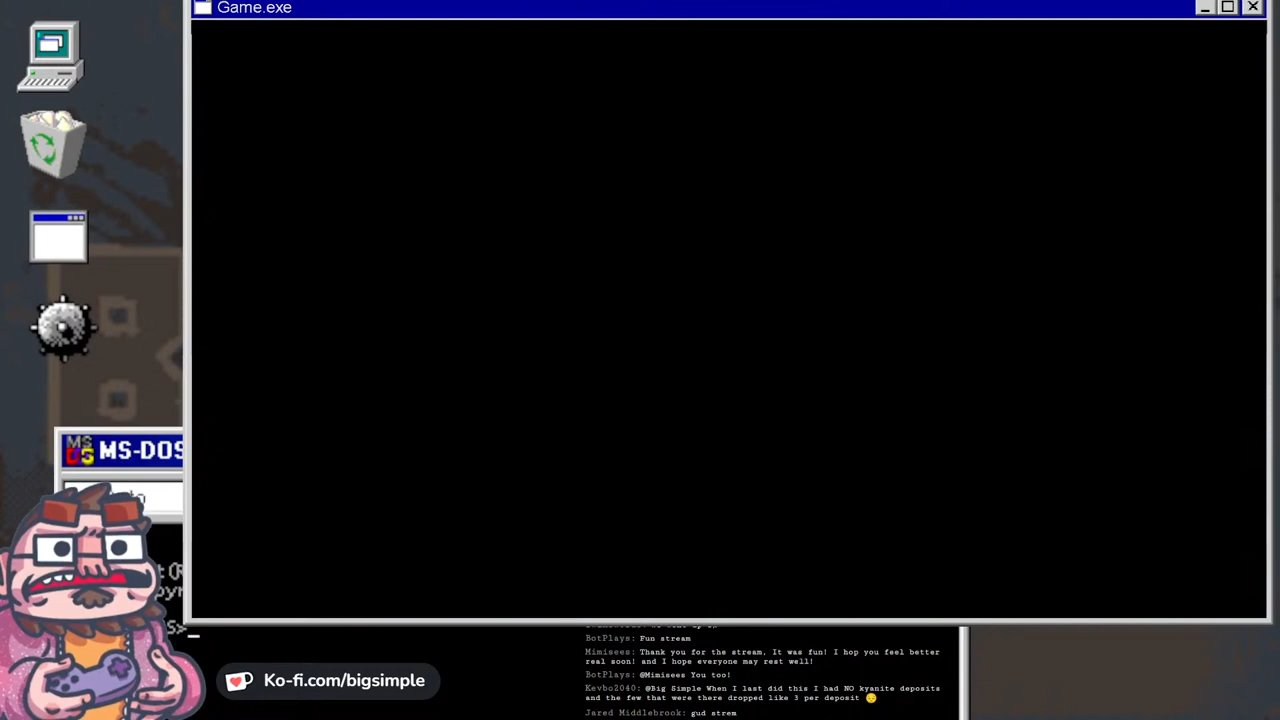 Game.exe
MS-DOS
Ko-fi.com/bigsimple
BotPlays: Fun stream
Mimisees: Thank you for the stream, It was fun! I hop you feel better
real soon! and I hope everyone may rest well!
BotPlays: @Mimisees You too!
Kevbo2040: @Big Simple When I last did this I had NO kyanite deposits
and the few that were there dropped like 3 per deposit 😔
Jared Middlebrook: gud strem